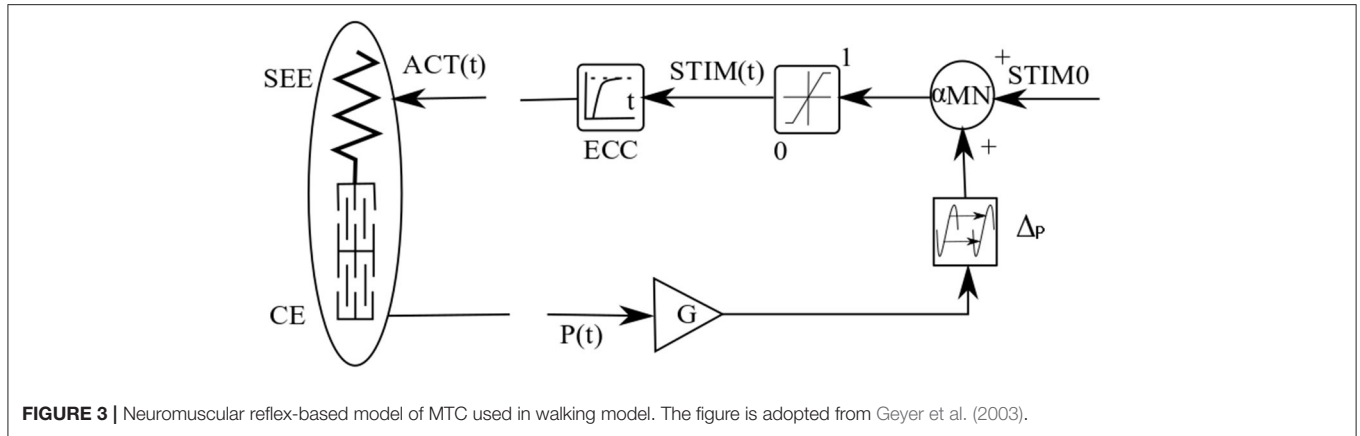 SEE
ACT(t)
STIM(t)
1
STIM0
+
αMN
t
ECC
0
+
ΔP
CE
P(t)
G
FIGURE 3 | Neuromuscular reflex-based model of MTC used in walking model. The figure is adopted from Geyer et al. (2003).